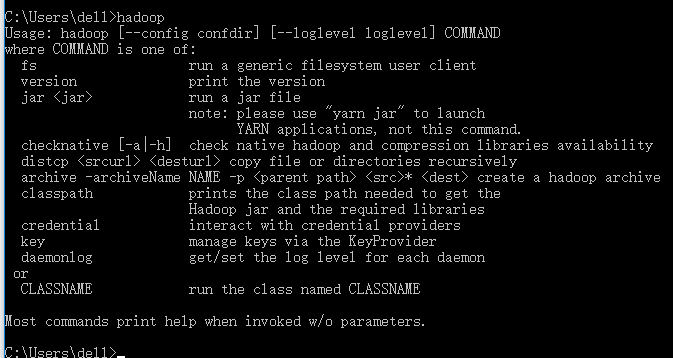 C:\Users\dell>hadoop
Usage: hadoop [--config confdir] [--loglevel loglevel] COMMAND
where COMMAND is one of:
  fs                   run a generic filesystem user client
  version              print the version
  jar <jar>            run a jar file
                       note: please use "yarn jar" to launch
                             YARN applications, not this command.
  checknative [-a|-h]  check native hadoop and compression libraries availability
  distcp <srcurl> <desturl> copy file or directories recursively
  archive -archiveName NAME -p <parent path> <src>* <dest> create a hadoop archive
  classpath            prints the class path needed to get the
                       Hadoop jar and the required libraries
  credential           interact with credential providers
  key                  manage keys via the KeyProvider
  daemonlog            get/set the log level for each daemon
 or
  CLASSNAME            run the class named CLASSNAME
Most commands print help when invoked w/o parameters.
C:\Users\dell>_